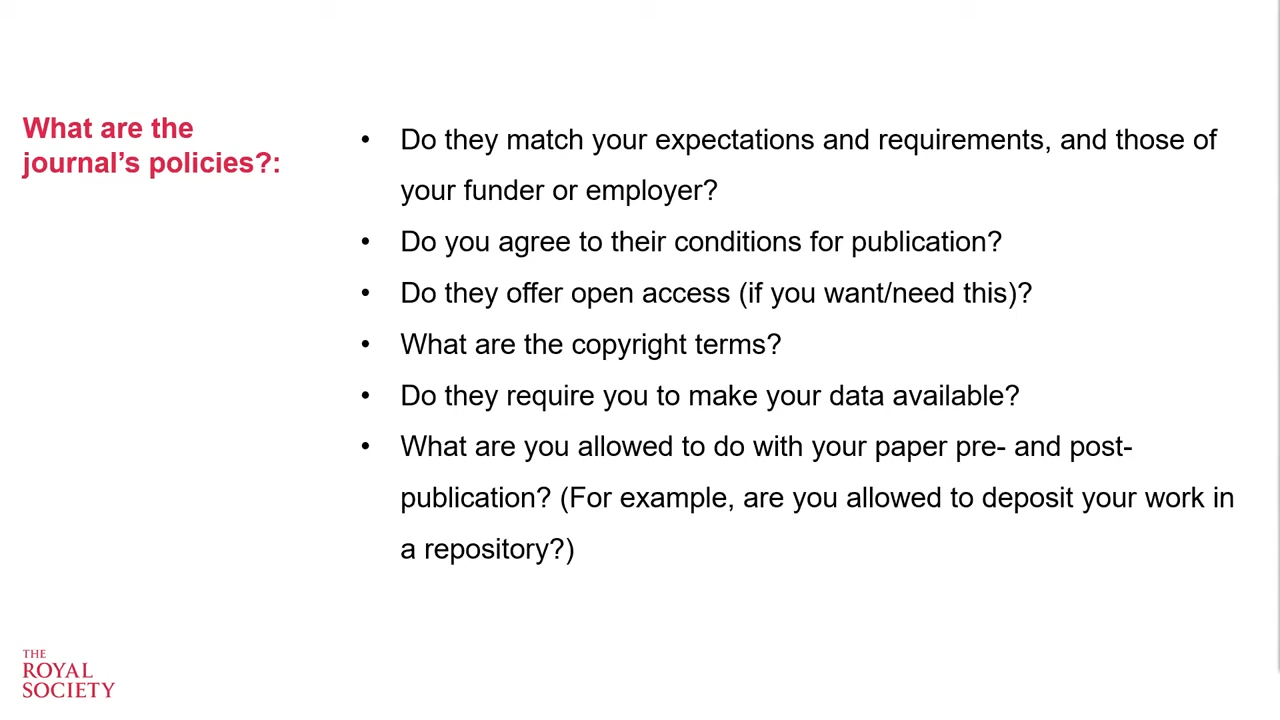 What are the
journal’s policies?:
• Do they match your expectations and requirements, and those of
your funder or employer?
• Do you agree to their conditions for publication?
• Do they offer open access (if you want/need this)?
• What are the copyright terms?
• Do they require you to make your data available?
• What are you allowed to do with your paper pre- and post-
publication? (For example, are you allowed to deposit your work in
a repository?)
THE
ROYAL
SOCIETY